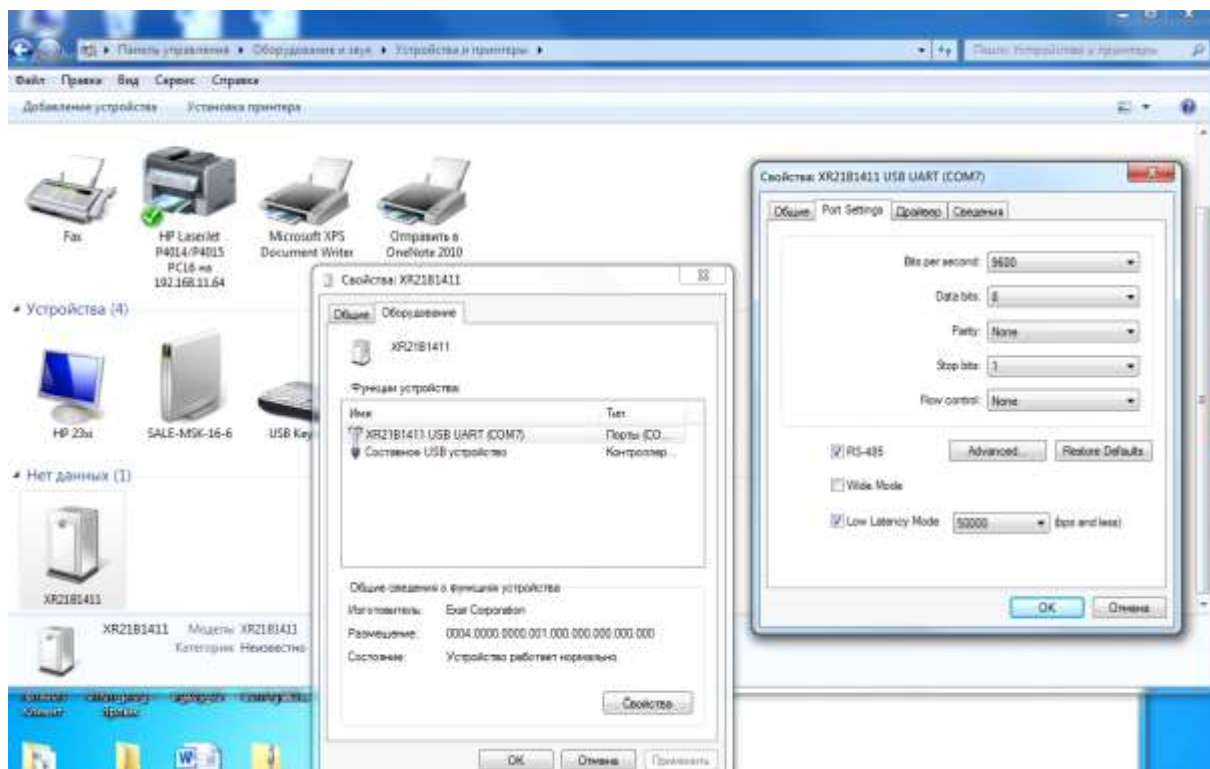 Панель управления ▸ Оборудование и звук ▸ Устройства и принтеры ▸
Поиск: Устройства и принтеры
Файл Правка Вид Сервис Справка
Добавление устройства Установка принтера
Fax
HP LaserJet
P4014/P4015
PCL6 на
192.168.11.64
Microsoft XPS
Document Writer
Отправить в
OneNote 2010
Устройства (4)
HP 23xi
SALE-MSK-16-6
USB Key
Нет данных (1)
XR21B1411
XR21B1411 Модель: XR21B1411
Категория: Неизвестно
Свойства: XR21B1411
Общие Оборудование
XR21B1411
Функции устройства:
Имя Тип
XR21B1411 USB UART (COM7) Порты (CO...
Составное USB устройство Контроллер...
Общие сведения о функциях устройства
Изготовитель: Exar Corporation
Размещение: 0004.0000.0000.001.000.000.000.000.000
Состояние: Устройство работает нормально.
Свойства
OK Отмена Применить
Свойства: XR21B1411 USB UART (COM7)
Общие Port Settings Драйвер Сведения
Bits per second: 9600
Data bits: 8
Parity: None
Stop bits: 1
Flow control: None
RS-485 Advanced... Restore Defaults
Wide Mode
Low Latency Mode 50000 (bps and less)
OK Отмена